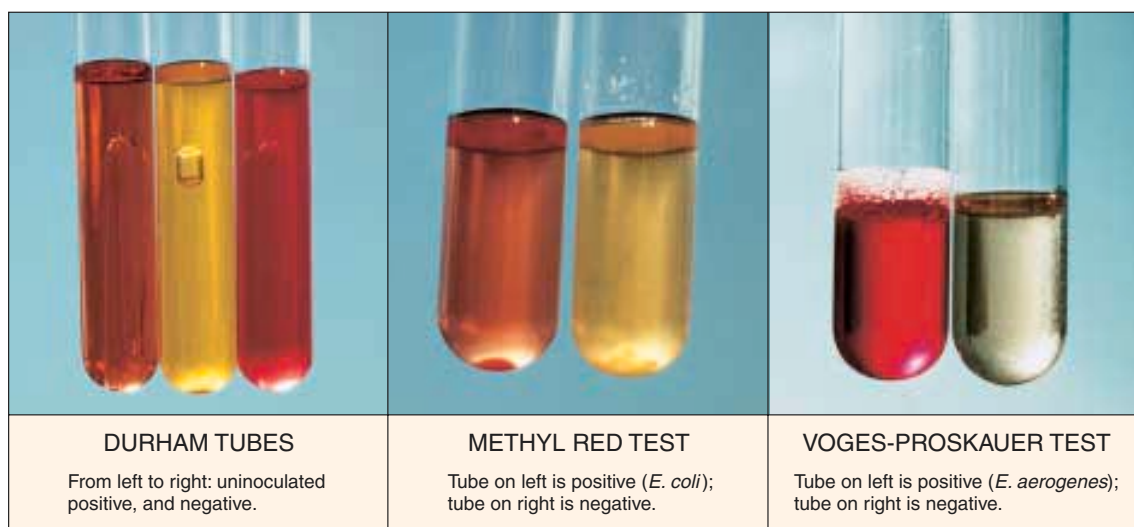 DURHAM TUBES
From left to right: uninoculated
positive, and negative.
METHYL RED TEST
Tube on left is positive (E. coli);
tube on right is negative.
VOGES-PROSKAUER TEST
Tube on left is positive (E. aerogenes);
tube on right is negative.